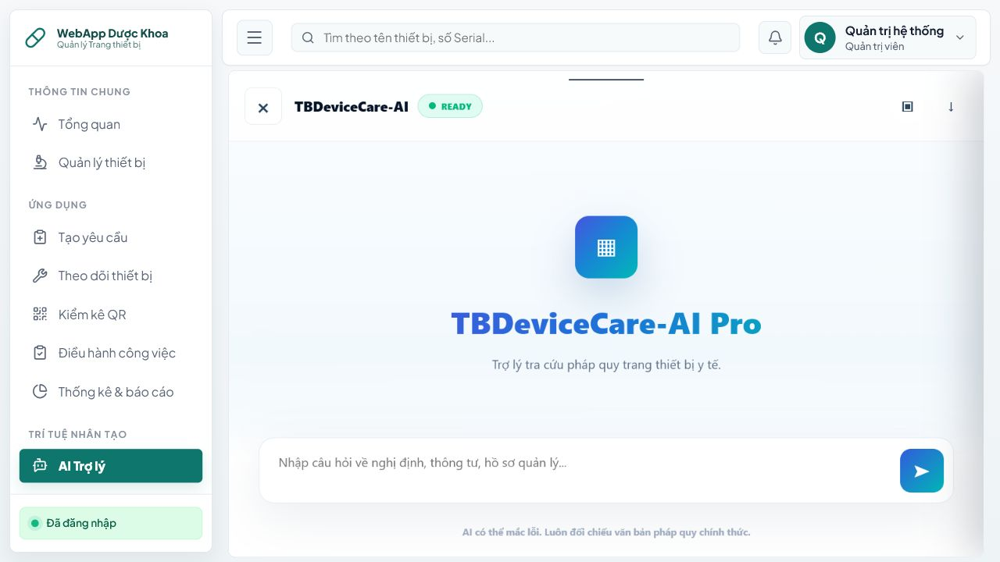 WebApp Dược Khoa
Quản lý Trang thiết bị
THÔNG TIN CHUNG
Tổng quan
Quản lý thiết bị
ỨNG DỤNG
Tạo yêu cầu
Theo dõi thiết bị
Kiểm kê QR
Điều hành công việc
Thống kê & báo cáo
TRÍ TUỆ NHÂN TẠO
AI Trợ lý
Đã đăng nhập
Tìm theo tên thiết bị, số Serial...
Q
Quản trị hệ thống
Quản trị viên
TBDeviceCare-AI
READY
TBDeviceCare-AI Pro
Trợ lý tra cứu pháp quy trang thiết bị y tế.
Nhập câu hỏi về nghị định, thông tư, hồ sơ quản lý...
AI có thể mắc lỗi. Luôn đối chiếu văn bản pháp quy chính thức.